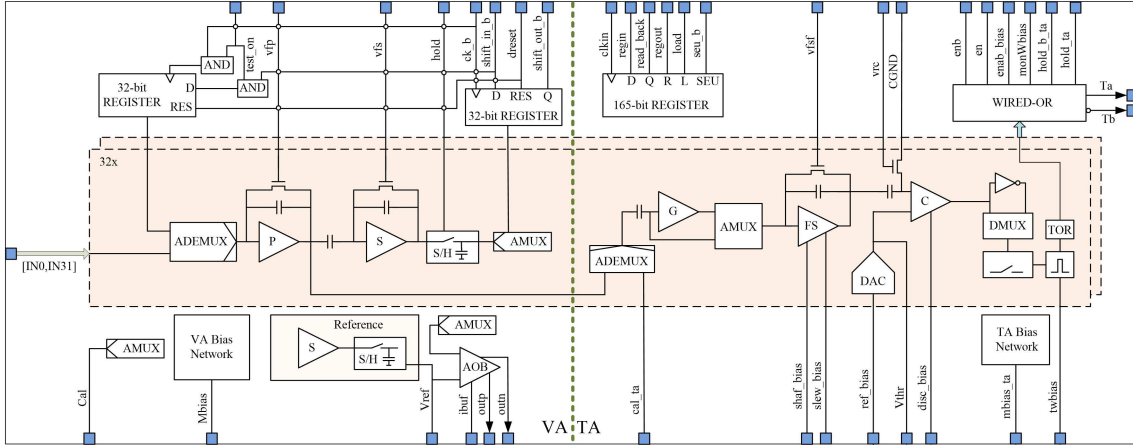 test_on
vfp
vfs
hold
ck_b
shift_in_b
dreset
shift_out_b
clkin
regin
read_back
regout
load
seu_b
vfsf
vrc
CGND
enb
en
enab_bias
monWbias
hold_b_ta
hold_ta
AND
AND
D
RES
32-bit
REGISTER
D RES Q
32-bit REGISTER
D Q R L SEU
165-bit REGISTER
WIRED-OR
Ta
Tb
32x
ADEMUX
P
S
S/H
AMUX
G
ADEMUX
AMUX
FS
C
DAC
DMUX
TOR
[IN0,IN31]
AMUX
VA Bias
Network
Reference
S
S/H
AMUX
AOB
TA Bias
Network
Cal
Mbias
Vref
ibuf
outp
outn
VA TA
cal_ta
shaf_bias
slew_bias
ref_bias
Vthr
disc_bias
mbias_ta
twbias